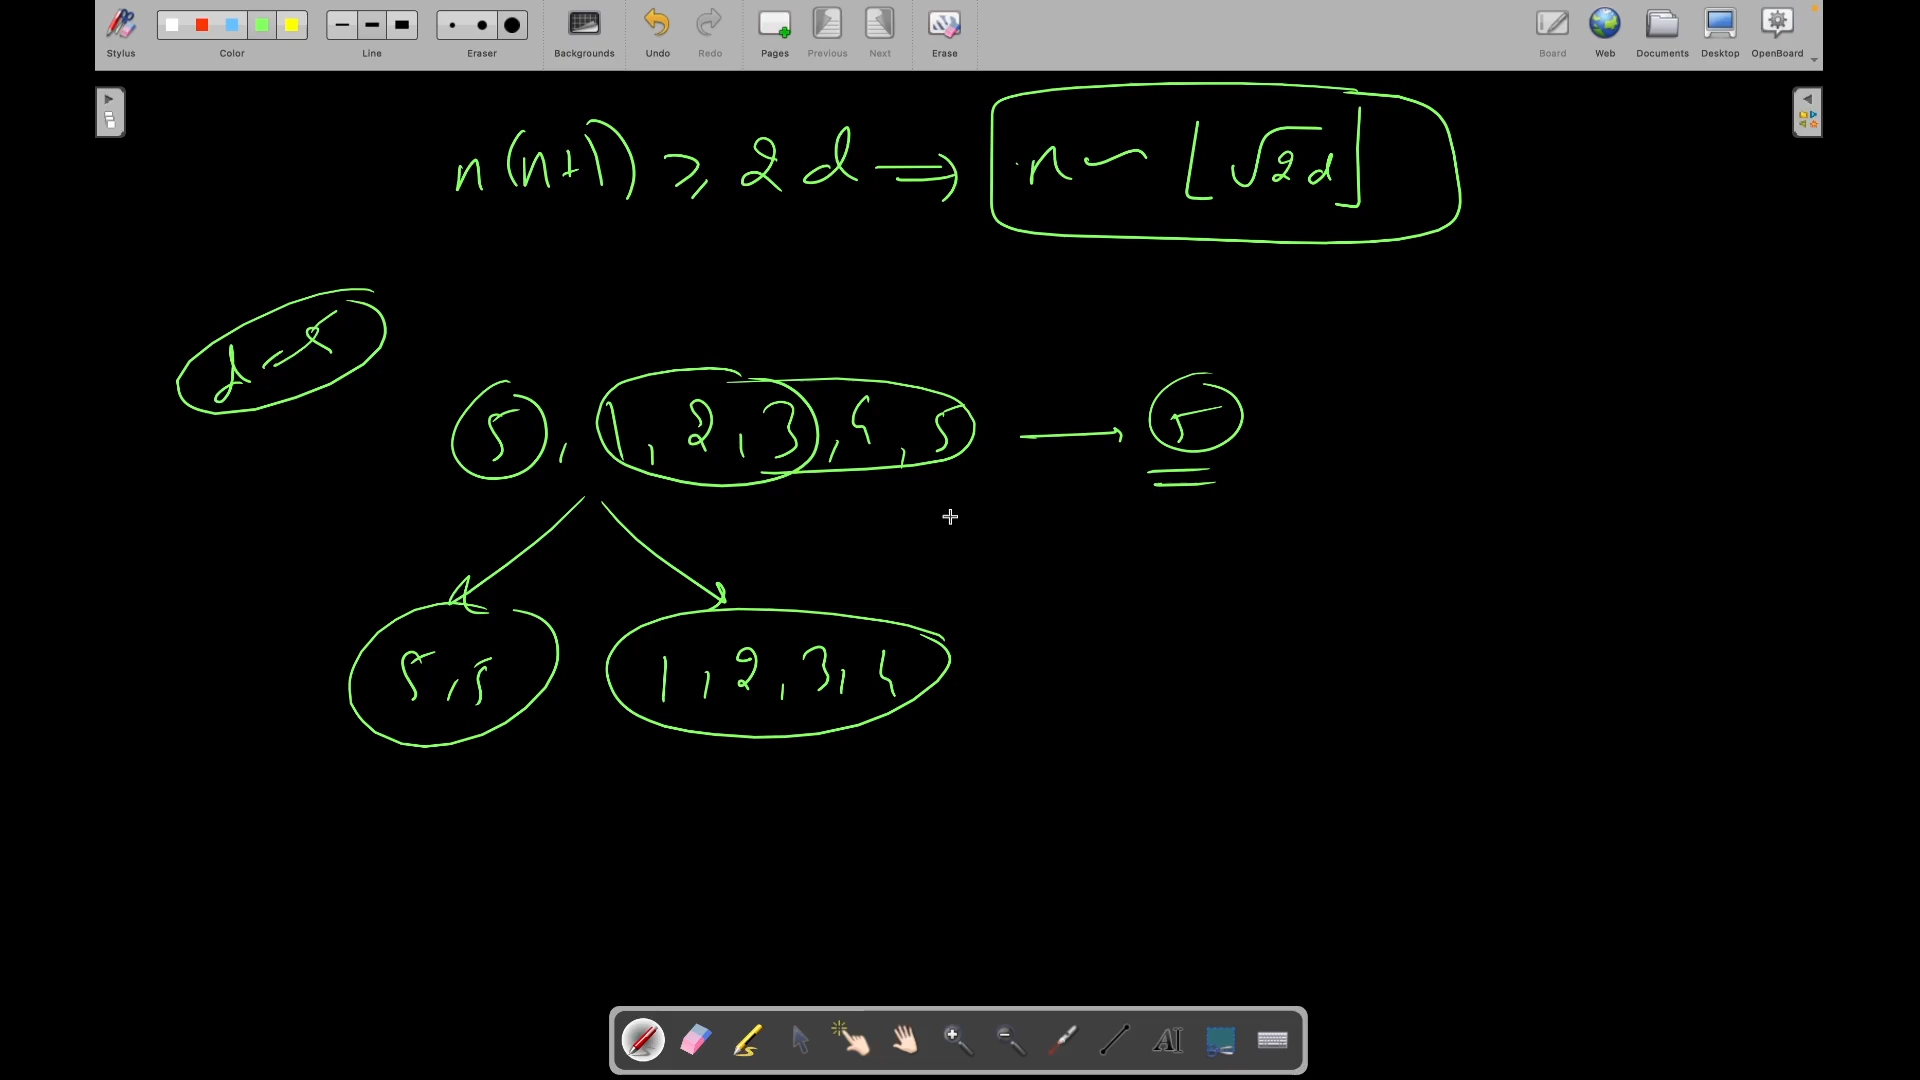 Stylus Color Line Eraser Backgrounds Undo Redo Pages Previous Next Erase Board Web Documents Desktop OpenBoard
n(n+1) ⩾ 2d ⟹ n ~ ⌊√2d⌋
d = 5
5, 1, 2, 3, 4, 5 → 5
5, 5 1, 2, 3, 4